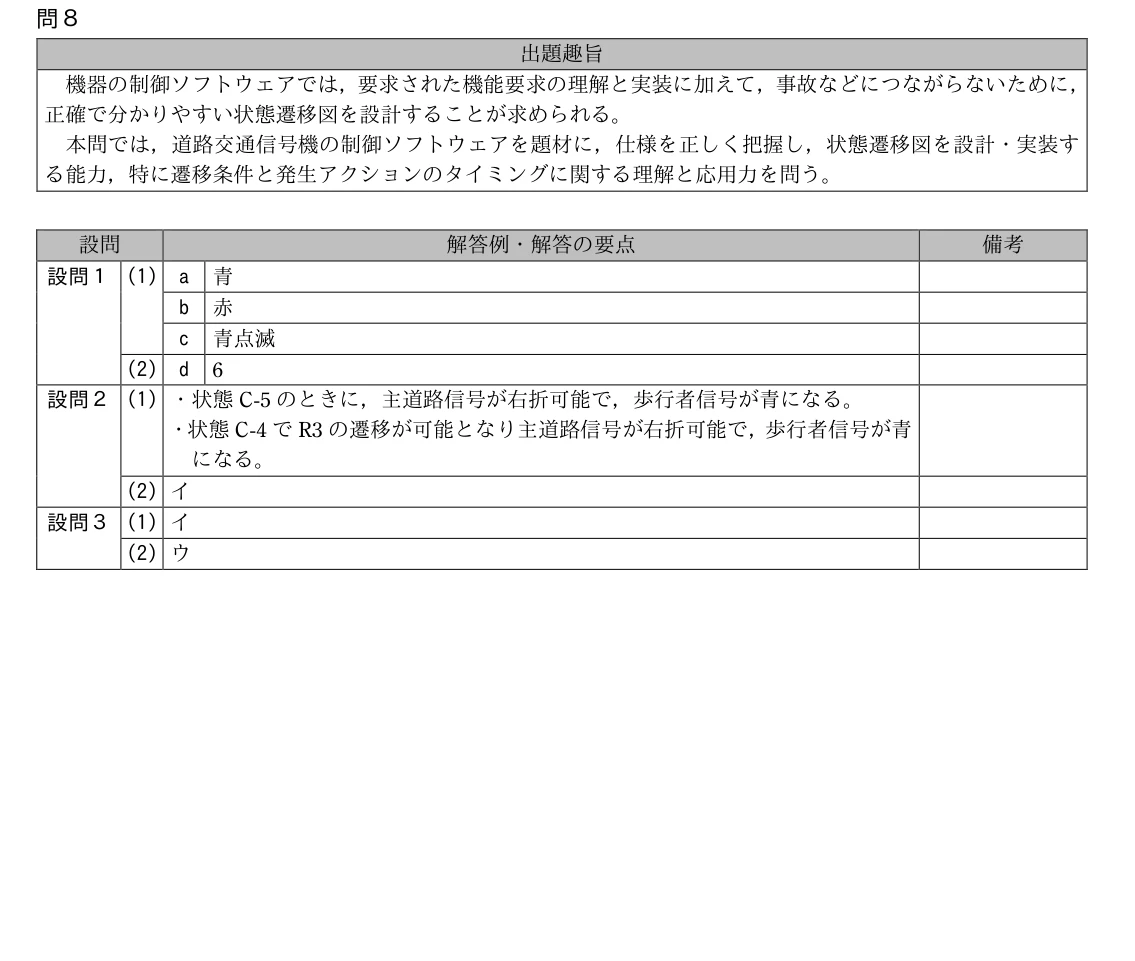 問８
出題趣旨
機器の制御ソフトウェアでは，要求された機能要求の理解と実装に加えて，事故などにつながらないために，
正確で分かりやすい状態遷移図を設計することが求められる。
本問では，道路交通信号機の制御ソフトウェアを題材に，仕様を正しく把握し，状態遷移図を設計・実装す
る能力，特に遷移条件と発生アクションのタイミングに関する理解と応用力を問う。
設問 解答例・解答の要点 備考
設問１ (1) a 青
b 赤
c 青点滅
(2) d 6
設問２ (1) ・状態 C-5 のときに，主道路信号が右折可能で，歩行者信号が青になる。
・状態 C-4 で R3 の遷移が可能となり主道路信号が右折可能で，歩行者信号が青
になる。
(2) イ
設問３ (1) イ
(2) ウ